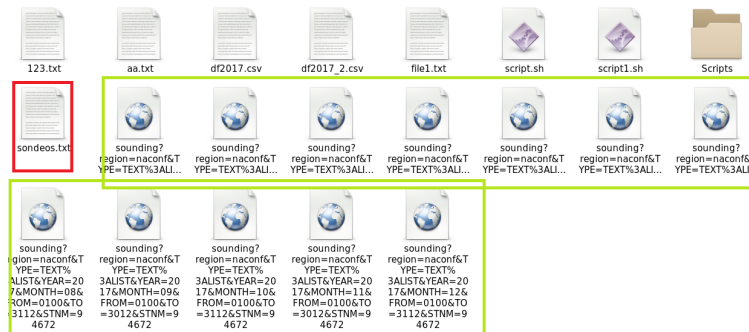 123.txt
aa.txt
df2017.csv
df2017_2.csv
file1.txt
script.sh
script1.sh
Scripts
sondeos.txt
sounding?
region=naconf&T
YPE=TEXT%3ALI...
sounding?
region=naconf&T
YPE=TEXT%3ALI...
sounding?
region=naconf&T
YPE=TEXT%3ALI...
sounding?
region=naconf&T
YPE=TEXT%3ALI...
sounding?
region=naconf&T
YPE=TEXT%3ALI...
sounding?
region=naconf&T
YPE=TEXT%3ALI...
sounding?
region=naconf&T
YPE=TEXT%3ALI...
sounding?
region=naconf&T
YPE=TEXT%
3ALIST&YEAR=20
17&MONTH=08&
FROM=0100&TO
=3112&STNM=9
4672
sounding?
region=naconf&T
YPE=TEXT%
3ALIST&YEAR=20
17&MONTH=09&
FROM=0100&TO
=3012&STNM=9
4672
sounding?
region=naconf&T
YPE=TEXT%
3ALIST&YEAR=20
17&MONTH=10&
FROM=0100&TO
=3112&STNM=9
4672
sounding?
region=naconf&T
YPE=TEXT%
3ALIST&YEAR=20
17&MONTH=11&
FROM=0100&TO
=3012&STNM=9
4672
sounding?
region=naconf&T
YPE=TEXT%
3ALIST&YEAR=20
17&MONTH=12&
FROM=0100&TO
=3112&STNM=9
4672